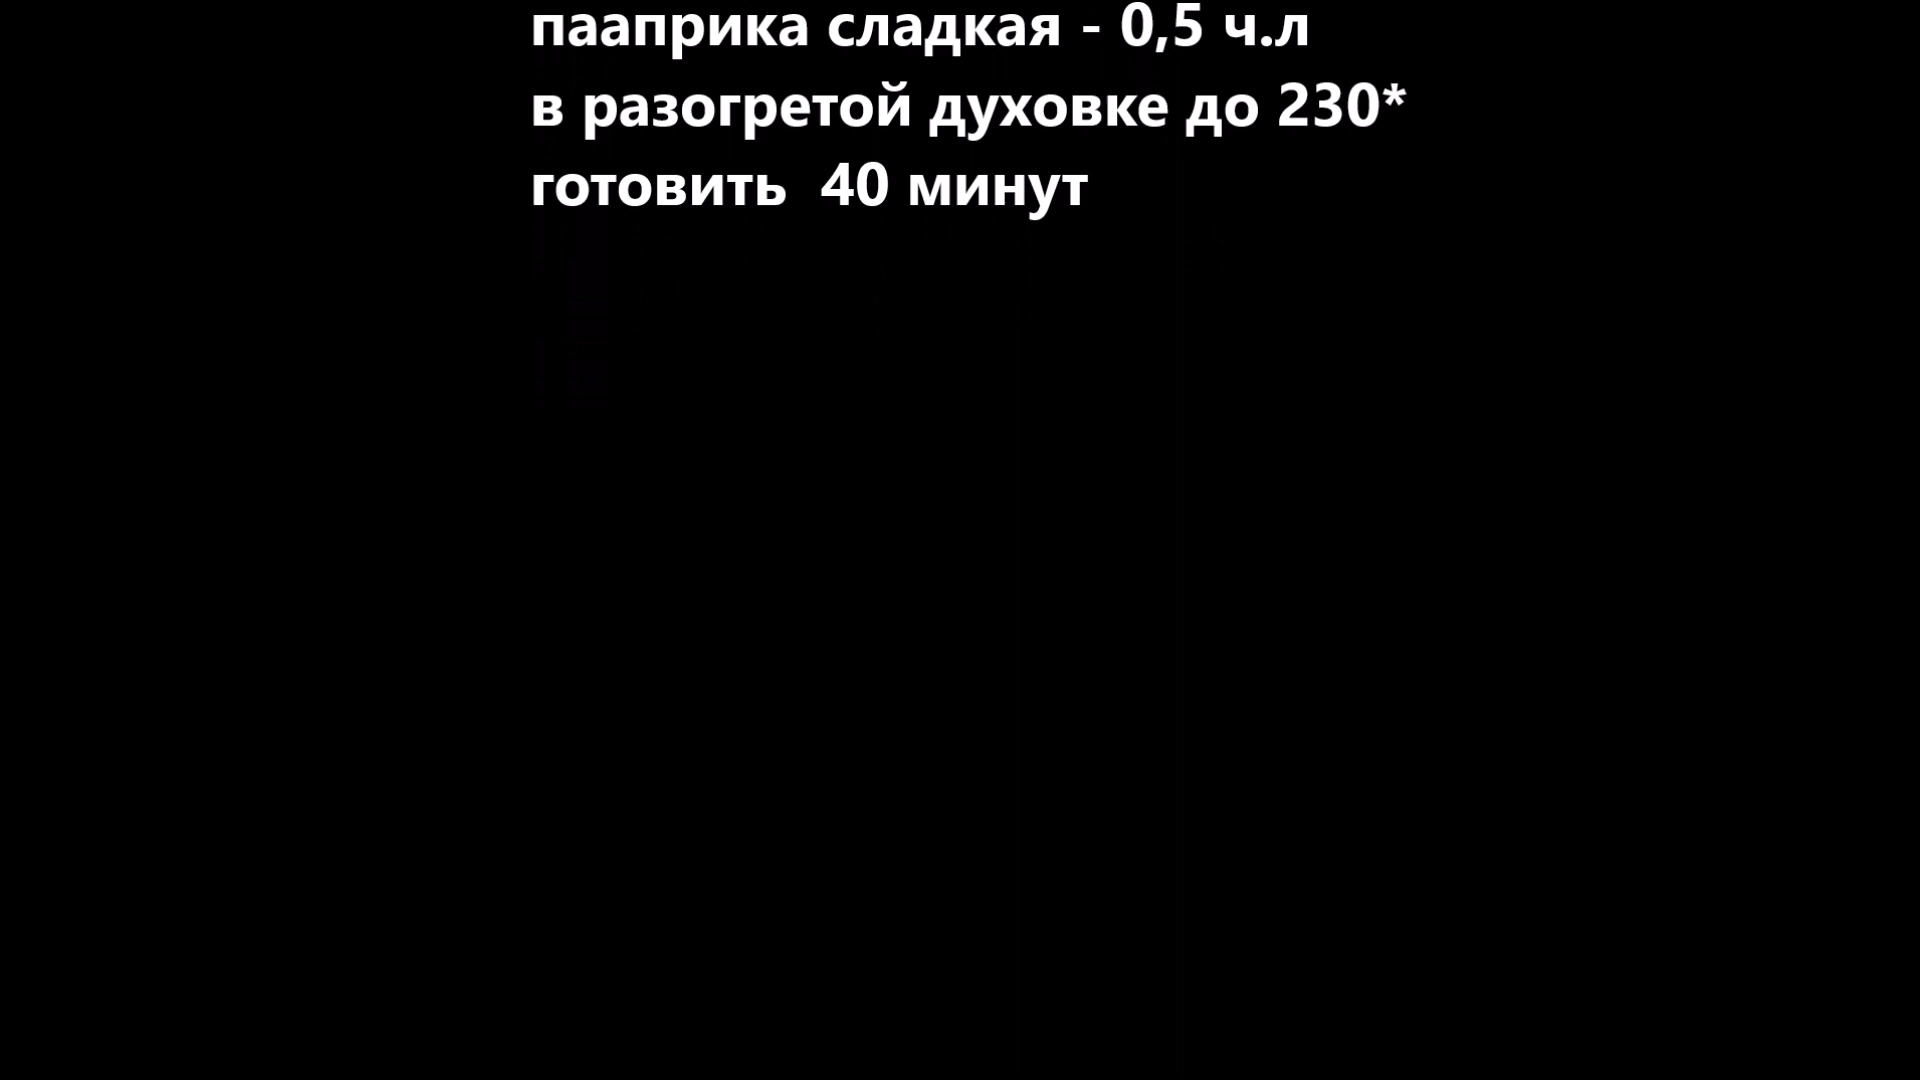 пааприка сладкая - 0,5 ч.л
в разогретой духовке до 230*
готовить  40 минут